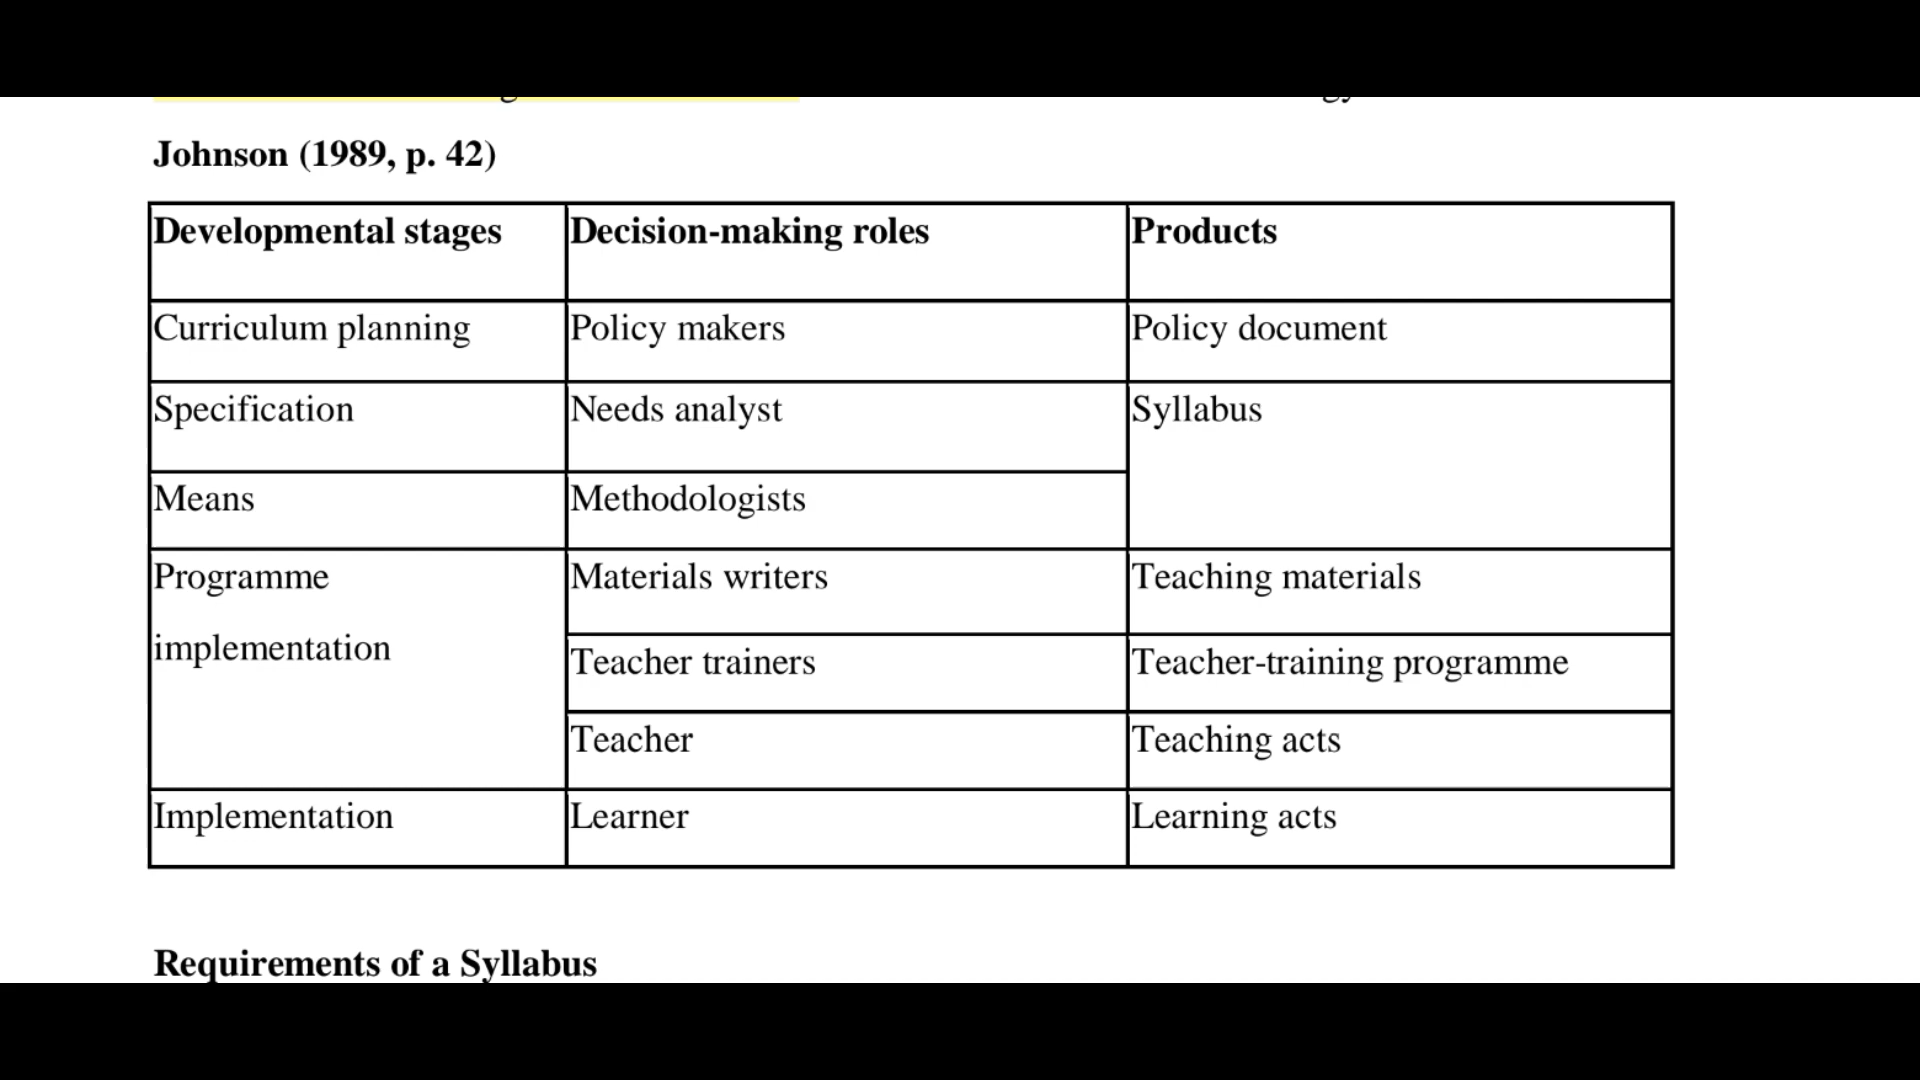 Johnson (1989, p. 42)
Developmental stages Decision-making roles Products
Curriculum planning Policy makers Policy document
Specification Needs analyst Syllabus
Means Methodologists
Programme Materials writers Teaching materials
implementation
Teacher trainers Teacher-training programme
Teacher Teaching acts
Implementation Learner Learning acts
Requirements of a Syllabus